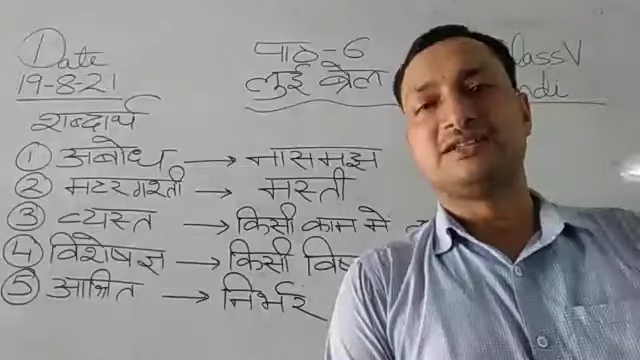 Date
19-8-21
पाठ-6
लुई ब्रेल
Class V
शब्दार्थ
① अबोध → नासमझ
② मटरगश्ती → मस्ती
③ व्यस्त → किसी काम मे
④ विशेषज्ञ → किसी
⑤ आश्रित → निर्भर